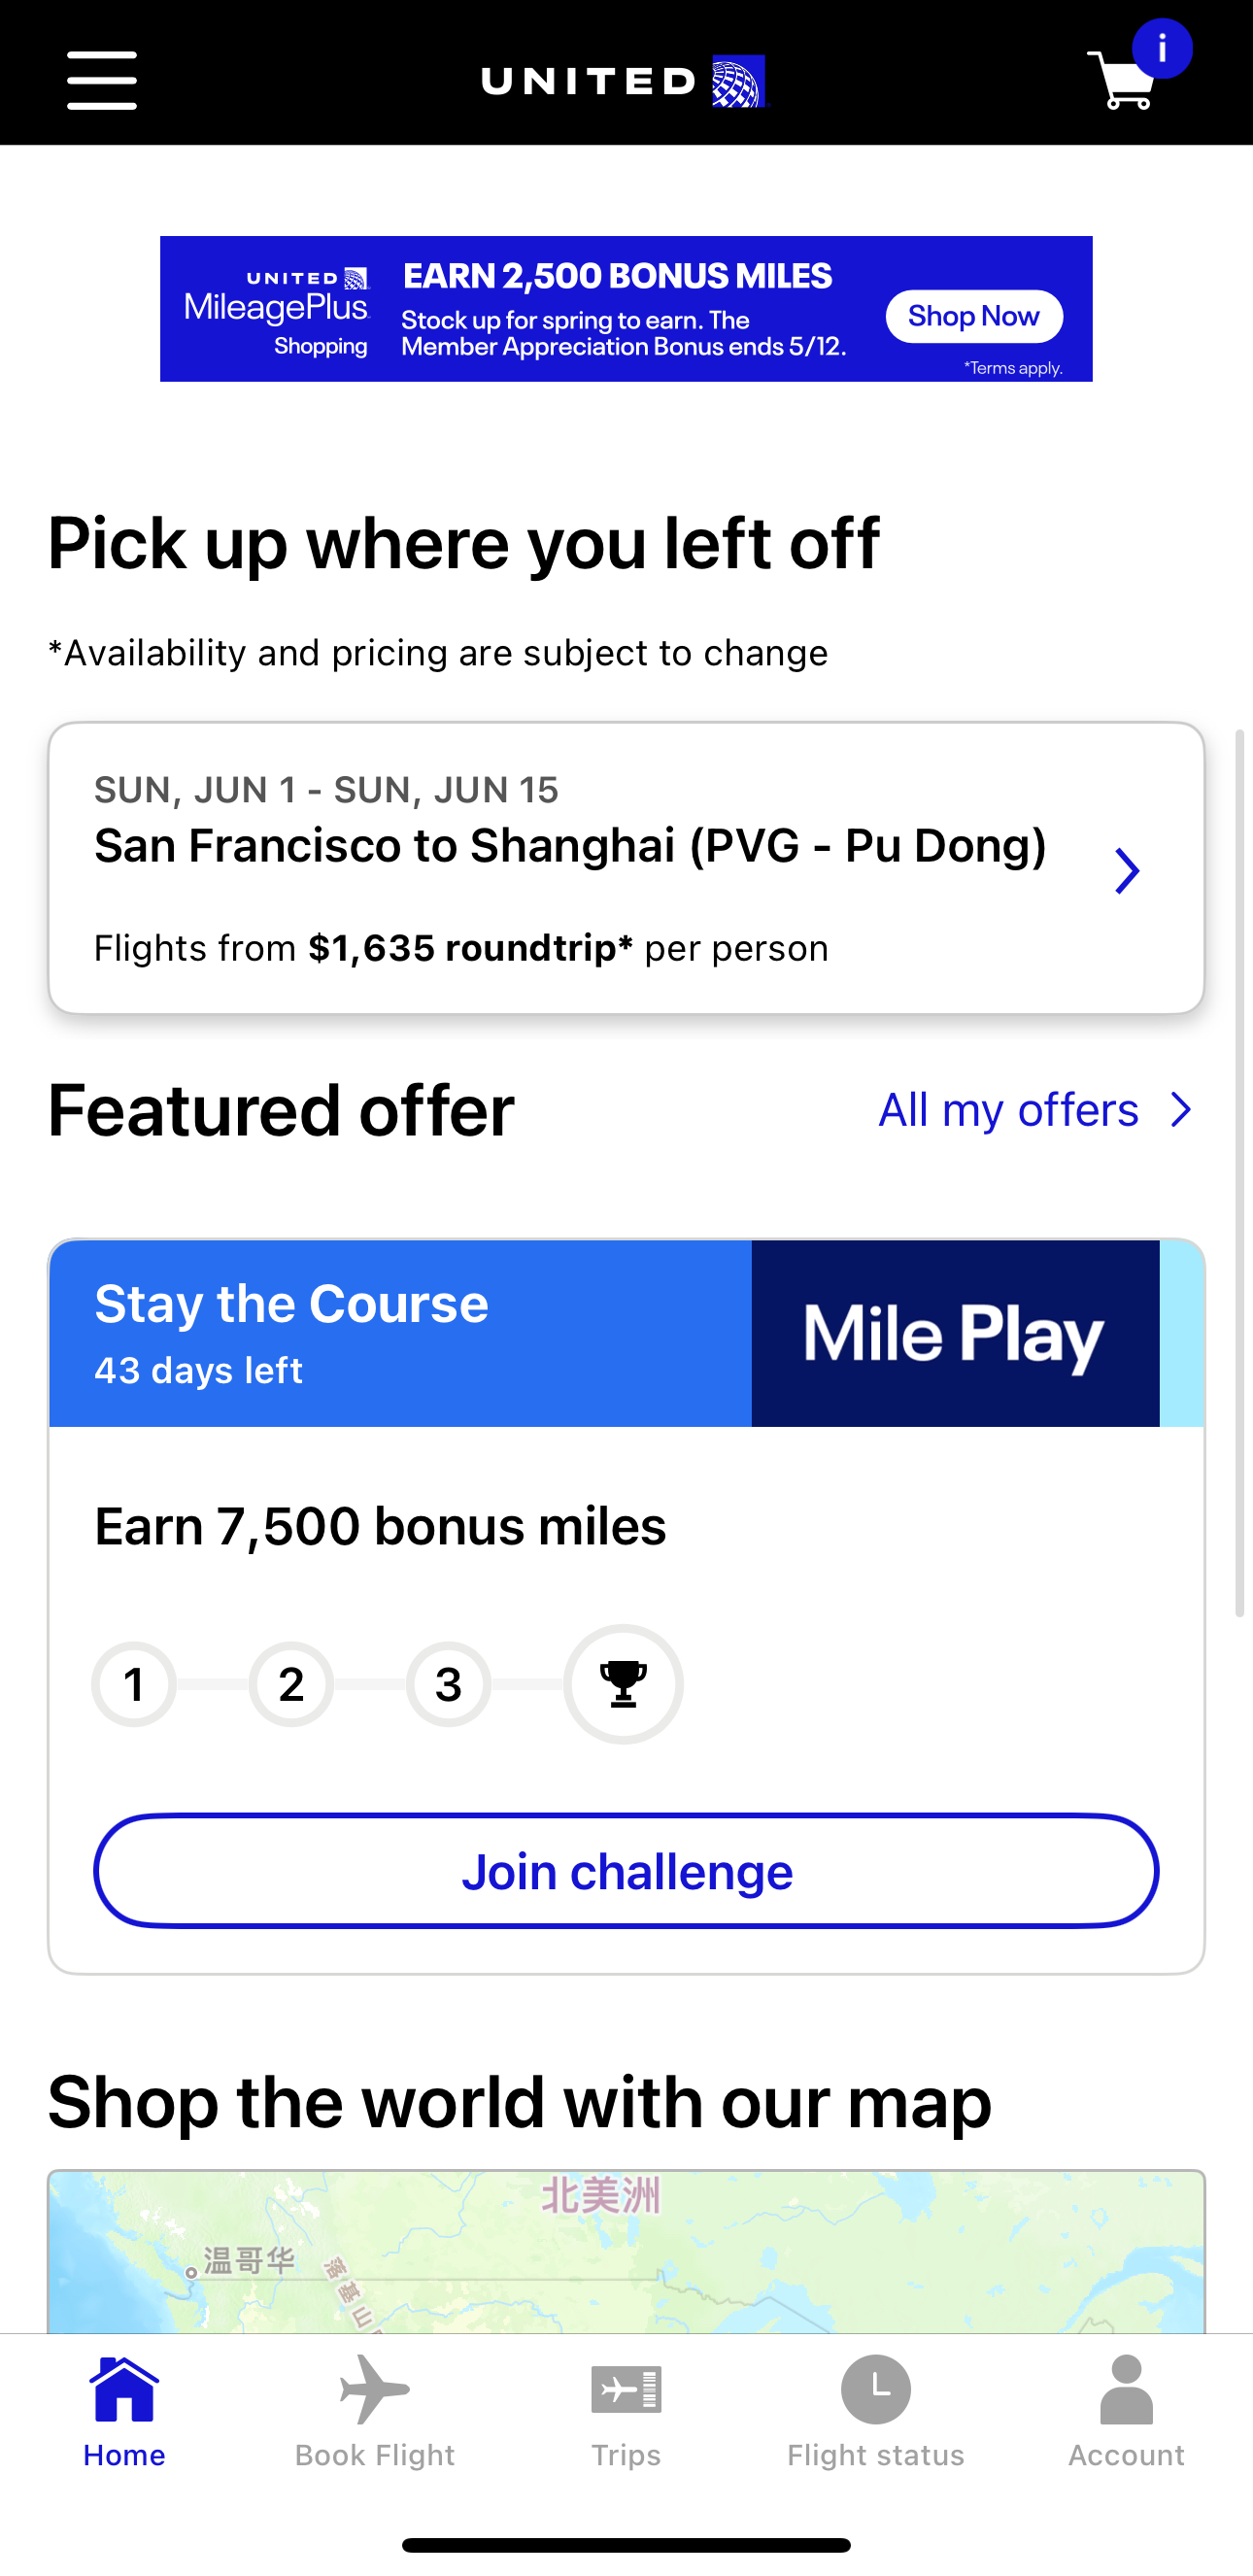 UNITED
i
UNITED
MileagePlus
Shopping
EARN 2,500 BONUS MILES
Stock up for spring to earn. The
Member Appreciation Bonus ends 5/12.
Shop Now
*Terms apply.
Pick up where you left off
*Availability and pricing are subject to change
SUN, JUN 1 - SUN, JUN 15
San Francisco to Shanghai (PVG - Pu Dong)
Flights from $1,635 roundtrip* per person
Featured offer
All my offers
Stay the Course
43 days left
Mile Play
Earn 7,500 bonus miles
1
2
3
Join challenge
Shop the world with our map
北美洲
温哥华
落基山
Home
Book Flight
Trips
Flight status
Account